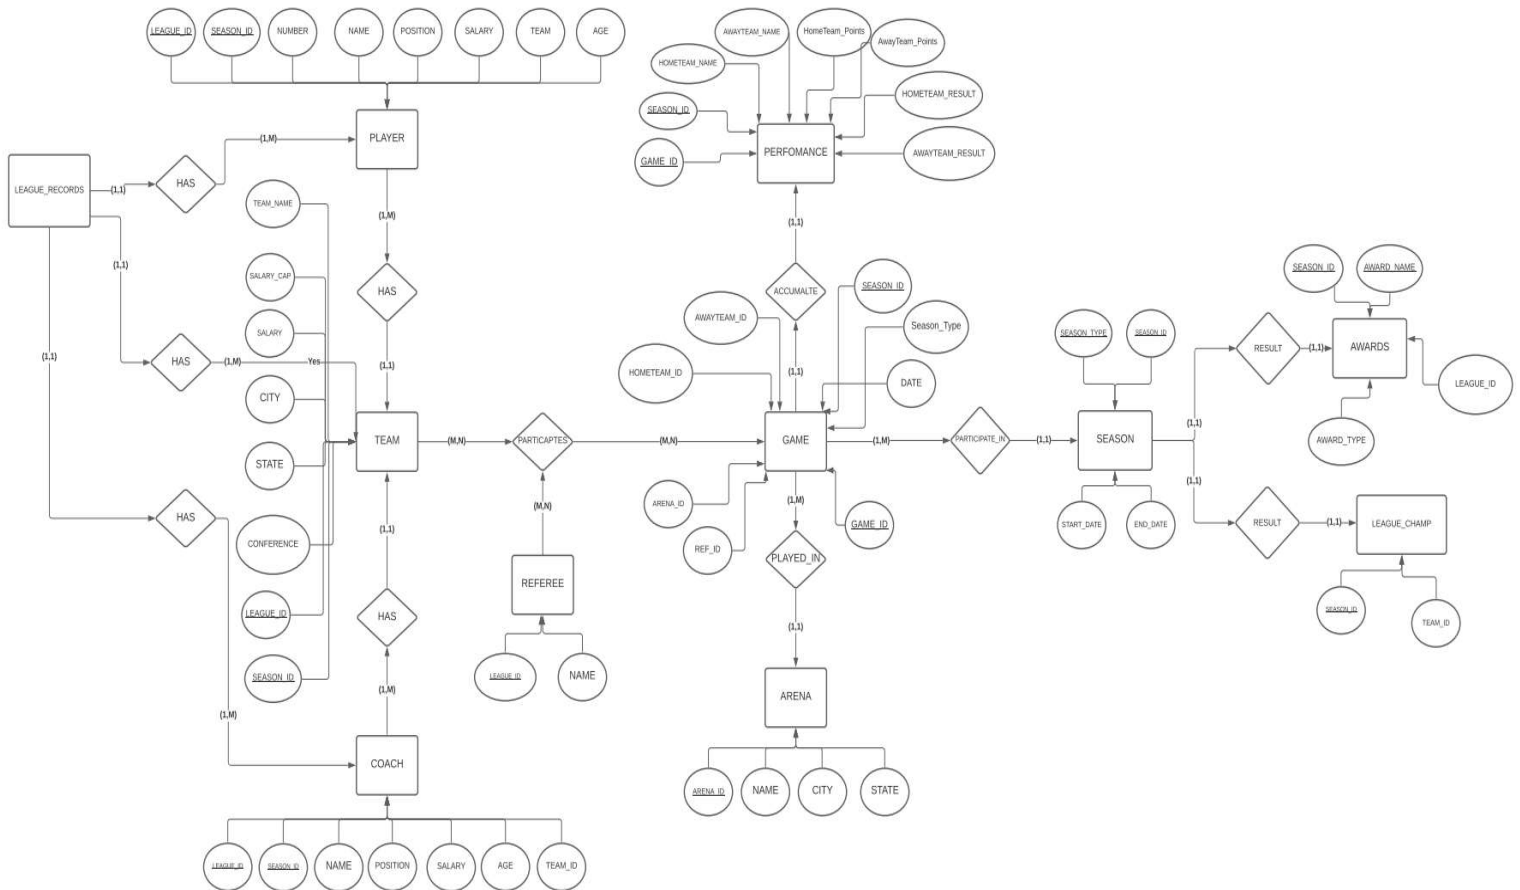 LEAGUE_ID
SEASON_ID
NUMBER
NAME
POSITION
SALARY
TEAM
AGE
PLAYER
LEAGUE_RECORDS
(1,1)
HAS
(1,M)
(1,1)
(1,1)
HAS
(1,M)
Yes
HAS
(1,M)
TEAM_NAME
SALARY_CAP
SALARY
CITY
STATE
CONFERENCE
LEAGUE_ID
SEASON_ID
(1,M)
HAS
(1,1)
TEAM
(1,1)
HAS
(1,M)
COACH
LEAGUE_ID
SEASON_ID
NAME
POSITION
SALARY
AGE
TEAM_ID
(M,N)
PARTICAPTES
(M,N)
(M,N)
REFEREE
LEAGUE_ID
NAME
AWAYTEAM_NAME
HomeTeam_Points
AwayTeam_Points
HOMETEAM_NAME
HOMETEAM_RESULT
SEASON_ID
PERFOMANCE
GAME_ID
AWAYTEAM_RESULT
(1,1)
ACCUMALTE
(1,1)
SEASON_ID
AWAYTEAM_ID
Season_Type
HOMETEAM_ID
DATE
GAME
ARENA_ID
REF_ID
GAME_ID
(1,M)
PLAYED_IN
(1,1)
ARENA
ARENA_ID
NAME
CITY
STATE
(1,M)
PARTICIPATE_IN
(1,1)
SEASON_TYPE
SEASON_ID
SEASON
START_DATE
END_DATE
(1,1)
(1,1)
RESULT
(1,1)
SEASON_ID
AWARD_NAME
AWARDS
LEAGUE_ID
AWARD_TYPE
RESULT
(1,1)
LEAGUE_CHAMP
SEASON_ID
TEAM_ID